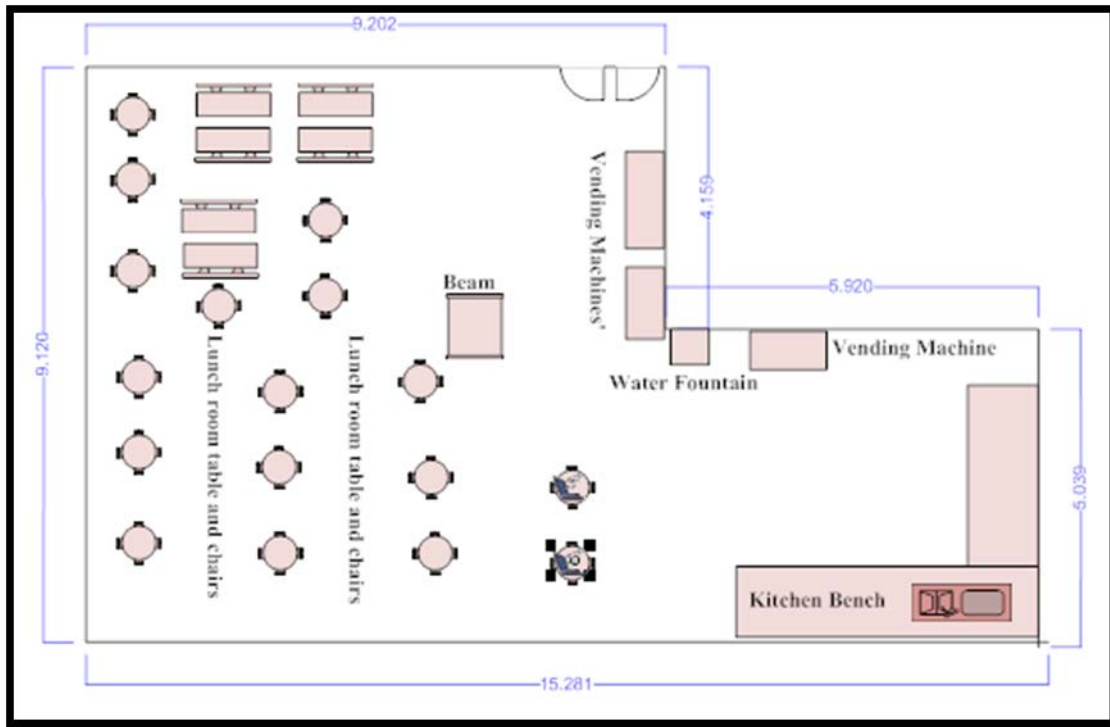 9.202
Vending Machines'
4.159
5.920
Beam
9.120
Vending Machine
Water Fountain
Lunch room table and chairs
Lunch room table and chairs
5.039
Kitchen Bench
15.281